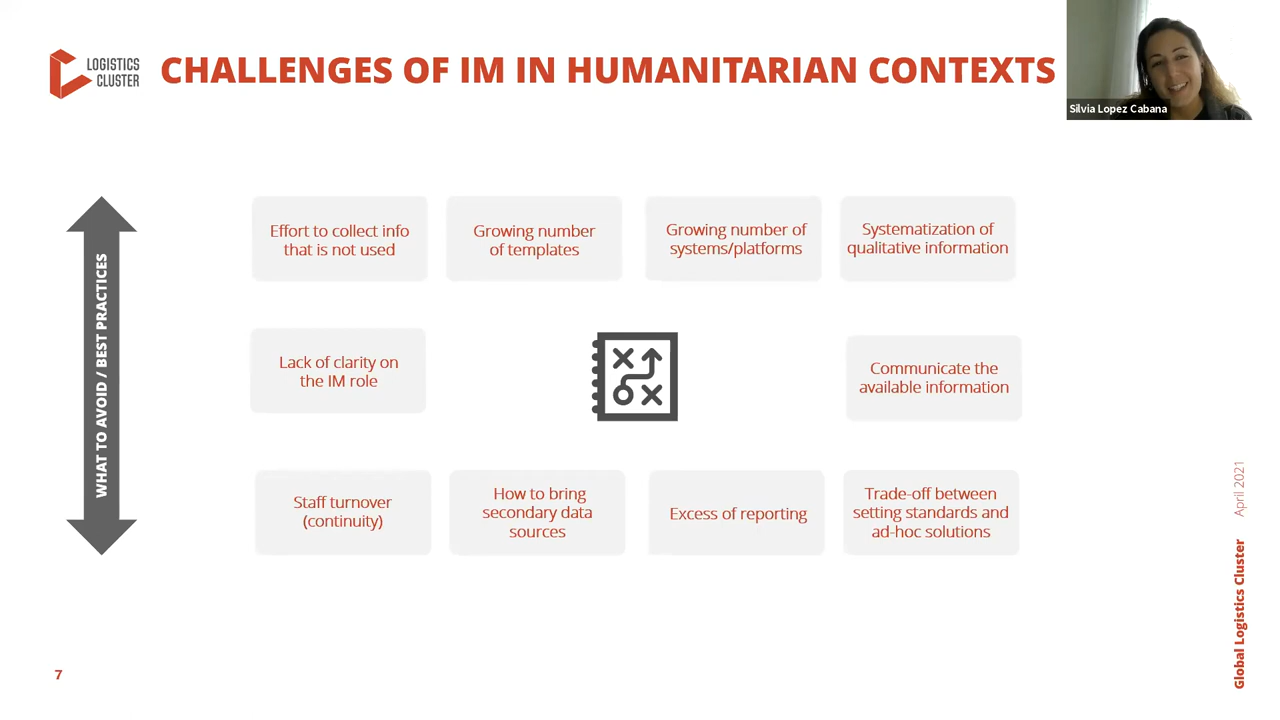 LOGISTICS
CLUSTER
CHALLENGES OF IM IN HUMANITARIAN CONTEXTS
Silvia Lopez Cabana
WHAT TO AVOID / BEST PRACTICES
Effort to collect info
that is not used
Growing number
of templates
Growing number of
systems/platforms
Systematization of
qualitative information
Lack of clarity on
the IM role
Communicate the
available information
Staff turnover
(continuity)
How to bring
secondary data
sources
Excess of reporting
Trade-off between
setting standards and
ad-hoc solutions
Global Logistics Cluster April 2021
7